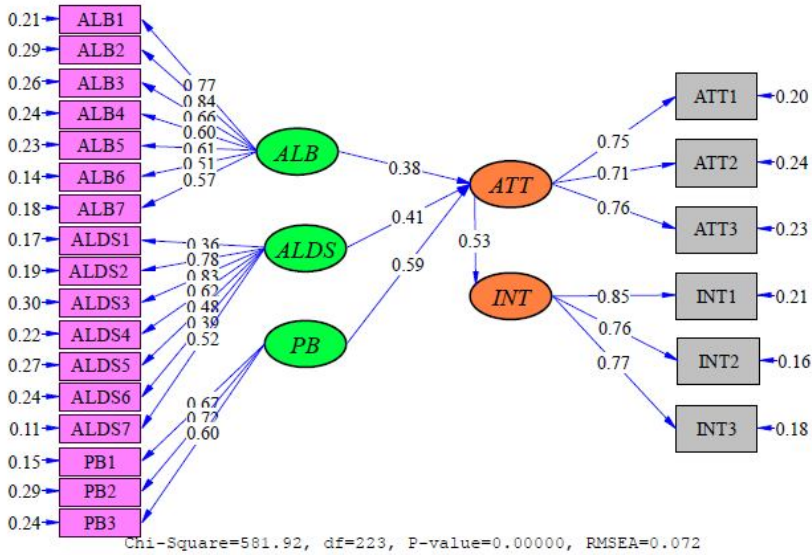 0.21 ALB1
0.29 ALB2
0.26 ALB3
0.24 ALB4
0.23 ALB5
0.14 ALB6
0.18 ALB7
0.17 ALDS1
0.19 ALDS2
0.30 ALDS3
0.22 ALDS4
0.27 ALDS5
0.24 ALDS6
0.11 ALDS7
0.15 PB1
0.29 PB2
0.24 PB3
0.77
0.84
0.66
0.60
0.61
0.51
0.57
0.36
0.78
0.83
0.62
0.48
0.39
0.52
0.67
0.72
0.60
ALB
ALDS
PB
0.38
0.41
0.59
ATT
0.53
INT
0.75
0.71
0.76
0.85
0.76
0.77
ATT1 0.20
ATT2 0.24
ATT3 0.23
INT1 0.21
INT2 0.16
INT3 0.18
Chi-Square=581.92, df=223, P-value=0.00000, RMSEA=0.072